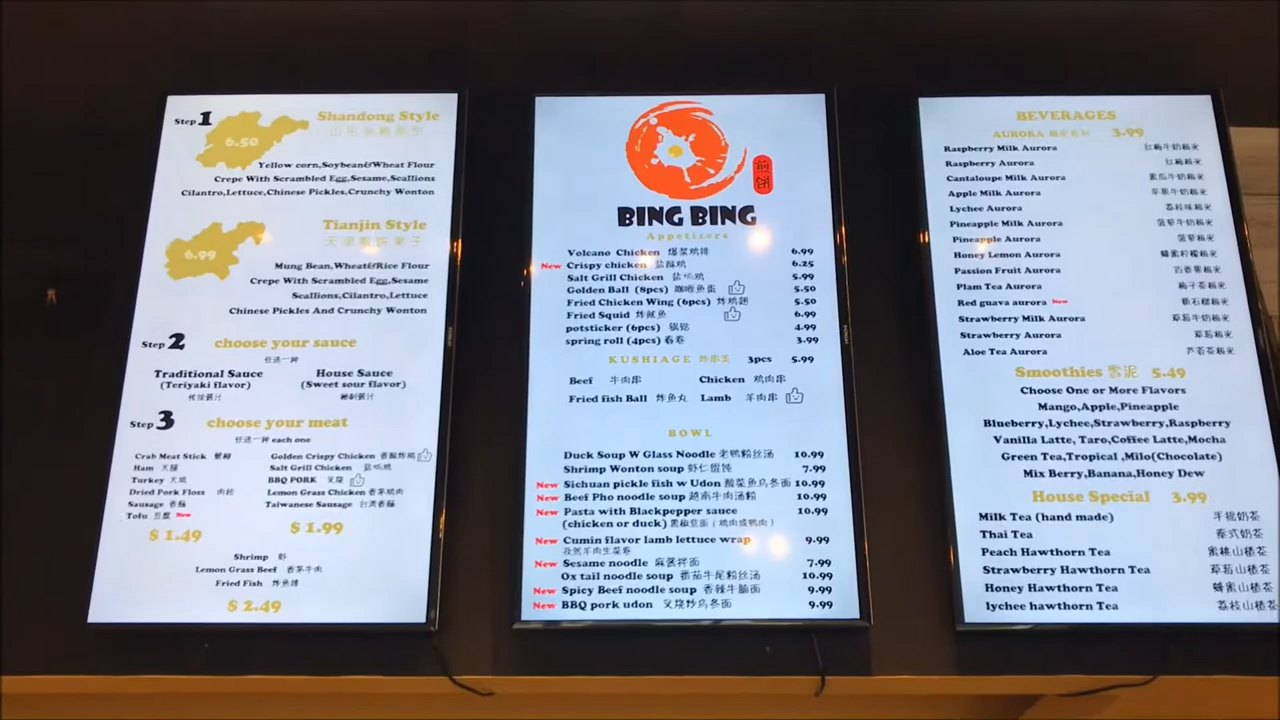 Step 1
Shandong Style
6.50
Yellow corn,Soybean&Wheat Flour
Crepe With Scrambled Egg,Sesame,Scallions
Cilantro,Lettuce,Chinese Pickles,Crunchy Wonton
Tianjin Style
天津煎饼果子
6.99
Mung Bean,Wheat&Rice Flour
Crepe With Scrambled Egg,Sesame
Scallions,Cilantro,Lettuce
Chinese Pickles And Crunchy Wonton
Step 2 choose your sauce
任选一种
Traditional Sauce House Sauce
(Teriyaki flavor) (Sweet sour flavor)
传统酱汁 秘制酱汁
Step 3 choose your meat
任选一种 each one
Crab Meat Stick 蟹柳 Golden Crispy Chicken 香酥炸鸡
Ham 火腿 Salt Grill Chicken 盐焗鸡
Turkey 火鸡 BBQ PORK 叉烧
Dried Pork Floss 肉松 Lemon Grass Chicken 香茅鸡肉
Sausage 香肠 Taiwanese Sausage 台湾香肠
Tofu 豆腐 New
$ 1.49 $ 1.99
Shrimp 虾
Lemon Grass Beef 香茅牛肉
Fried Fish 炸鱼排
$ 2.49
煎饼
BING BING
Appetizers
Volcano Chicken 爆浆鸡排 6.99
New Crispy chicken 盐酥鸡 6.25
Salt Grill Chicken 盐焗鸡 5.99
Golden Ball (8pcs) 咖喱鱼蛋 5.50
Fried Chicken Wing (6pcs) 炸鸡翅 5.50
Fried Squid 炸鱿鱼 6.99
potsticker (6pcs) 锅贴 4.99
spring roll (4pcs) 春卷 3.99
KUSHIAGE 炸串类 3pcs 5.99
Beef 牛肉串 Chicken 鸡肉串
Fried fish Ball 炸鱼丸 Lamb 羊肉串
BOWL
Duck Soup W Glass Noodle 老鸭粉丝汤 10.99
Shrimp Wonton soup 虾仁馄饨 7.99
New Sichuan pickle fish w Udon 酸菜鱼乌冬面 10.99
New Beef Pho noodle soup 越南牛肉汤粉 10.99
New Pasta with Blackpepper sauce 10.99
(chicken or duck) 黑椒意面 ( 鸡肉或鸭肉 )
New Cumin flavor lamb lettuce wrap 9.99
孜然羊肉生菜卷
New Sesame noodle 麻酱拌面 7.99
Ox tail noodle soup 番茄牛尾粉丝汤 10.99
New Spicy Beef noodle soup 香辣牛腩面 9.99
New BBQ pork udon 叉烧炒乌冬面 9.99
BEVERAGES
AURORA 3.99
Raspberry Milk Aurora 红莓牛奶极光
Raspberry Aurora 红莓极光
Cantaloupe Milk Aurora 蜜瓜牛奶极光
Apple Milk Aurora 苹果牛奶极光
Lychee Aurora 荔枝味极光
Pineapple Milk Aurora 菠萝牛奶极光
Pineapple Aurora 菠萝极光
Honey Lemon Aurora 蜂蜜柠檬极光
Passion Fruit Aurora 百香果极光
Plam Tea Aurora 梅子茶极光
Red guava aurora New 番石榴极光
Strawberry Milk Aurora 草莓牛奶极光
Strawberry Aurora 草莓极光
Aloe Tea Aurora 芦荟茶极光
Smoothies 雪泥 5.49
Choose One or More Flavors
Mango,Apple,Pineapple
Blueberry,Lychee,Strawberry,Raspberry
Vanilla Latte, Taro,Coffee Latte,Mocha
Green Tea,Tropical ,Milo(Chocolate)
Mix Berry,Banana,Honey Dew
House Special 3.99
Milk Tea (hand made) 手摇奶茶
Thai Tea 泰式奶茶
Peach Hawthorn Tea 蜜桃山楂茶
Strawberry Hawthorn Tea 草莓山楂茶
Honey Hawthorn Tea 蜂蜜山楂茶
lychee hawthorn Tea 荔枝山楂茶